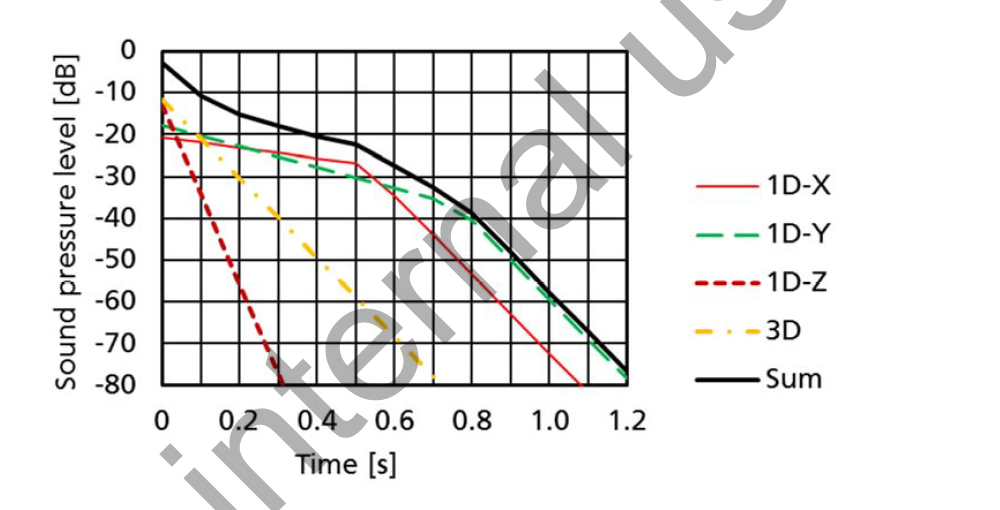 Sound pressure level [dB]
0
-10
-20
-30
-40
-50
-60
-70
-80
0 0.2 0.4 0.6 0.8 1.0 1.2
Time [s]
1D-X
1D-Y
1D-Z
3D
Sum
internal us